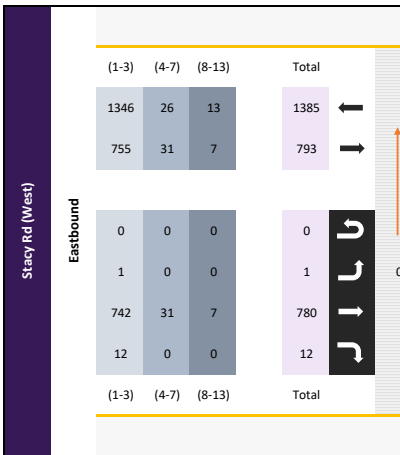 Stacy Rd (West)
Eastbound
(1-3) (4-7) (8-13) Total
1346 26 13 1385
755 31 7 793
0 0 0 0
1 0 0 1
742 31 7 780
12 0 0 12
(1-3) (4-7) (8-13) Total